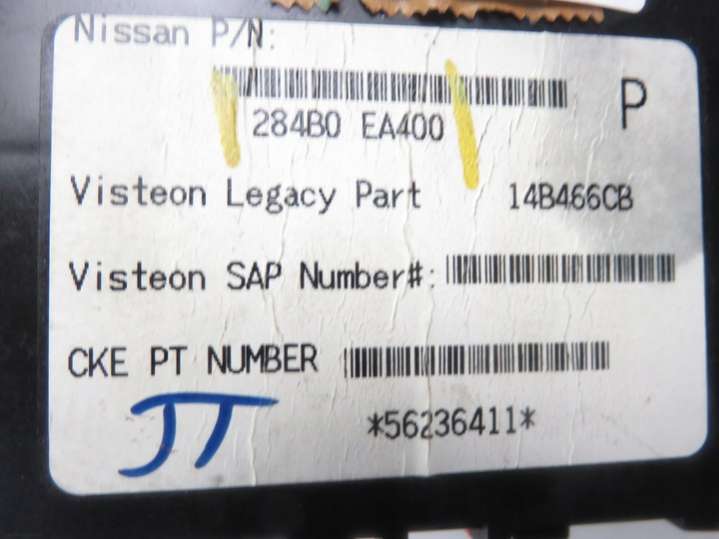 Nissan P/N:
P
284B0 EA400
Visteon Legacy Part 14B466CB
Visteon SAP Number#:
CKE PT NUMBER
*56236411*
JT